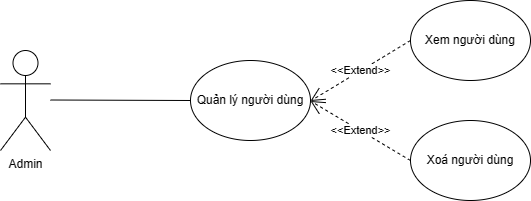 Xem người dùng
<<Extend>>
Quản lý người dùng
<<Extend>>
Xoá người dùng
Admin